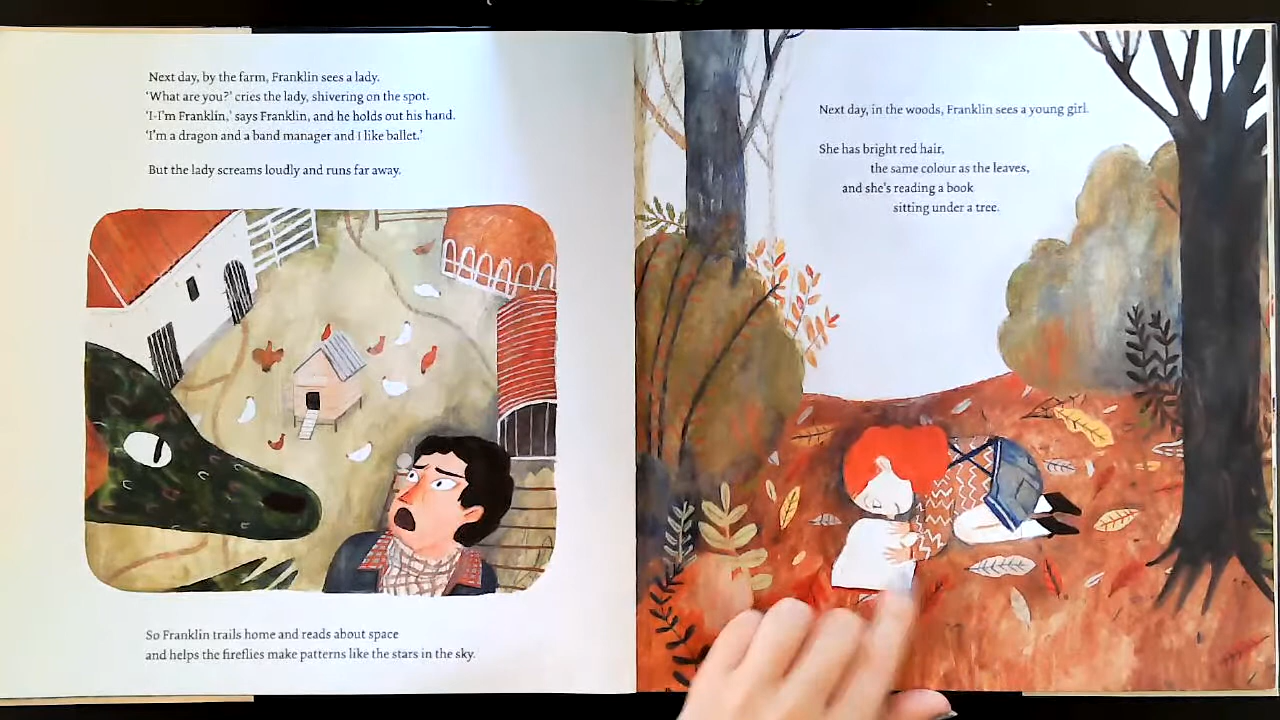 Next day, by the farm, Franklin sees a lady.
'What are you?' cries the lady, shivering on the spot.
'I-I'm Franklin,' says Franklin, and he holds out his hand.
'I'm a dragon and a band manager and I like ballet.'
But the lady screams loudly and runs far away.
So Franklin trails home and reads about space
and helps the fireflies make patterns like the stars in the sky.
Next day, in the woods, Franklin sees a young girl.
She has bright red hair,
the same colour as the leaves,
and she's reading a book
sitting under a tree.